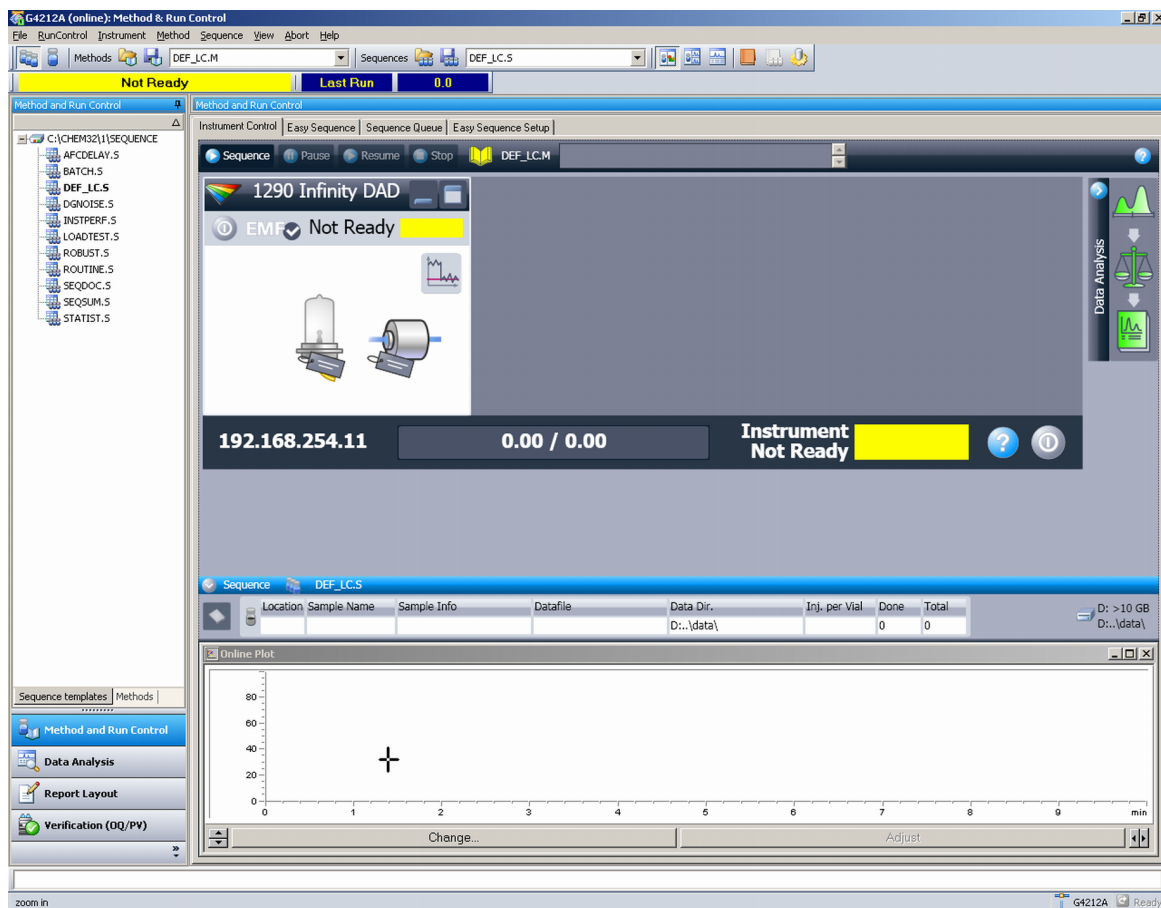 G4212A (online): Method & Run Control
File RunControl Instrument Method Sequence View Abort Help
Methods DEF_LC.M Sequences DEF_LC.S
Not Ready Last Run 0.0
Method and Run Control
Method and Run Control
C:\CHEM32\1\SEQUENCE
AFCDELAY.S
BATCH.S
DEF_LC.S
DGNOISE.S
INSTPERF.S
LOADTEST.S
ROBUST.S
ROUTINE.S
SEQDOC.S
SEQSUM.S
STATIST.S
Sequence templates Methods
Method and Run Control
Data Analysis
Report Layout
Verification (OQ/PV)
Instrument Control Easy Sequence Sequence Queue Easy Sequence Setup
Sequence Pause Resume Stop DEF_LC.M
1290 Infinity DAD
EMF Not Ready
Data Analysis
192.168.254.11 0.00 / 0.00 Instrument
Not Ready
Sequence DEF_LC.S
Location Sample Name Sample Info Datafile Data Dir. Inj. per Vial Done Total
D:..\data\ 0 0
D: >10 GB
D:..\data\
Online Plot
80
60
40
20
0
0 1 2 3 4 5 6 7 8 9 min
Change... Adjust
zoom in G4212A Ready